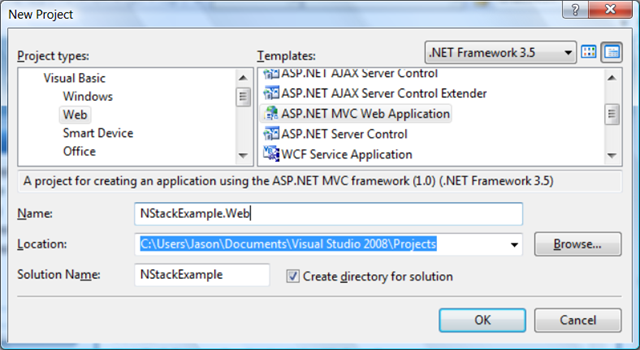 New Project
Project types:
Templates:
.NET Framework 3.5
Visual Basic
Windows
Web
Smart Device
Office
ASP.NET AJAX Server Control
ASP.NET AJAX Server Control Extender
ASP.NET MVC Web Application
ASP.NET Server Control
WCF Service Application
A project for creating an application using the ASP.NET MVC framework (1.0) (.NET Framework 3.5)
Name:
NStackExample.Web
Location:
C:\Users\Jason\Documents\Visual Studio 2008\Projects
Browse...
Solution Name:
NStackExample
Create directory for solution
OK
Cancel